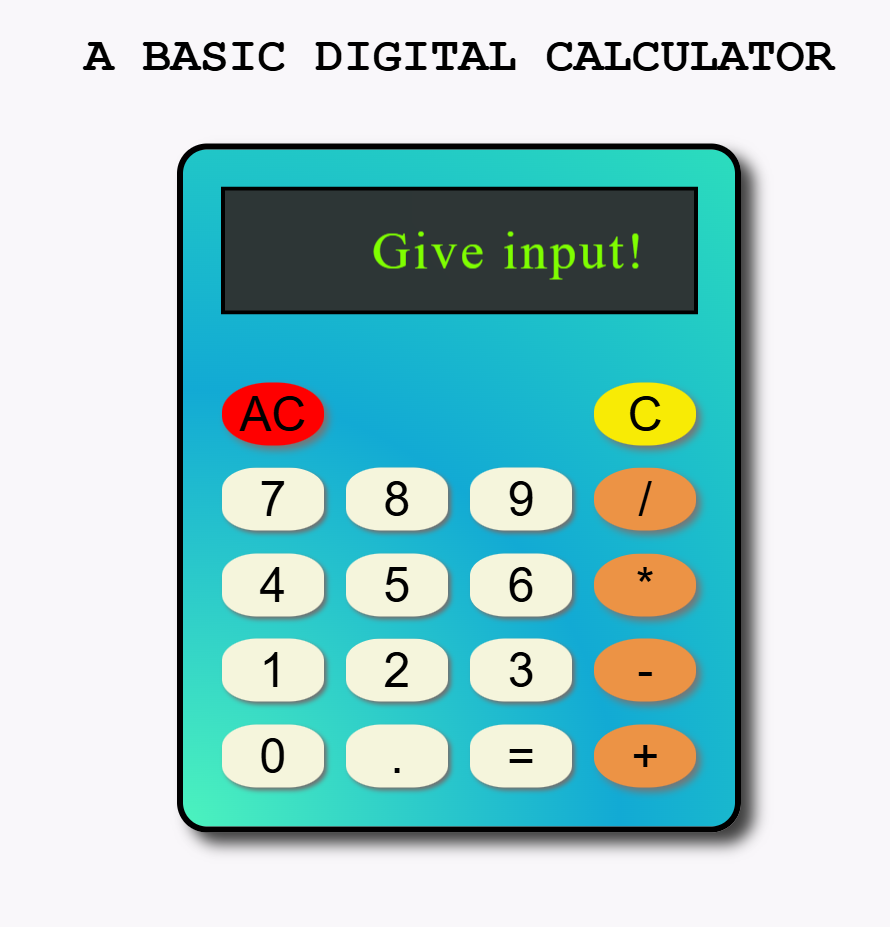 A BASIC DIGITAL CALCULATOR
Give input!
AC C
7 8 9 /
4 5 6 *
1 2 3 -
0 . = +